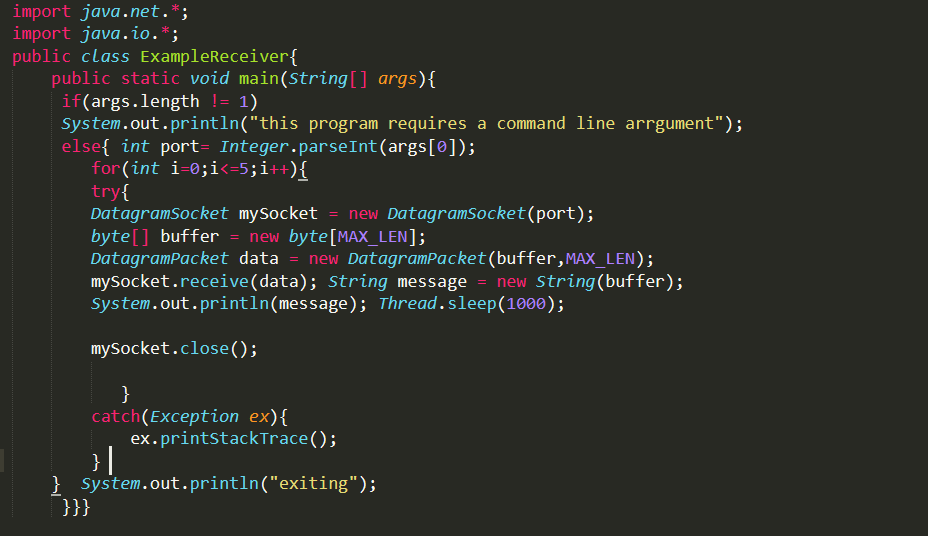 import java.net.*;
import java.io.*;
public class ExampleReceiver{
    public static void main(String[] args){
     if(args.length != 1)
     System.out.println("this program requires a command line arrgument");
     else{ int port= Integer.parseInt(args[0]);
        for(int i=0;i<=5;i++){
        try{
        DatagramSocket mySocket = new DatagramSocket(port);
        byte[] buffer = new byte[MAX_LEN];
        DatagramPacket data = new DatagramPacket(buffer,MAX_LEN);
        mySocket.receive(data); String message = new String(buffer);
        System.out.println(message); Thread.sleep(1000);
        mySocket.close();
           }
        catch(Exception ex){
            ex.printStackTrace();
        }
    }  System.out.println("exiting");
     }}}